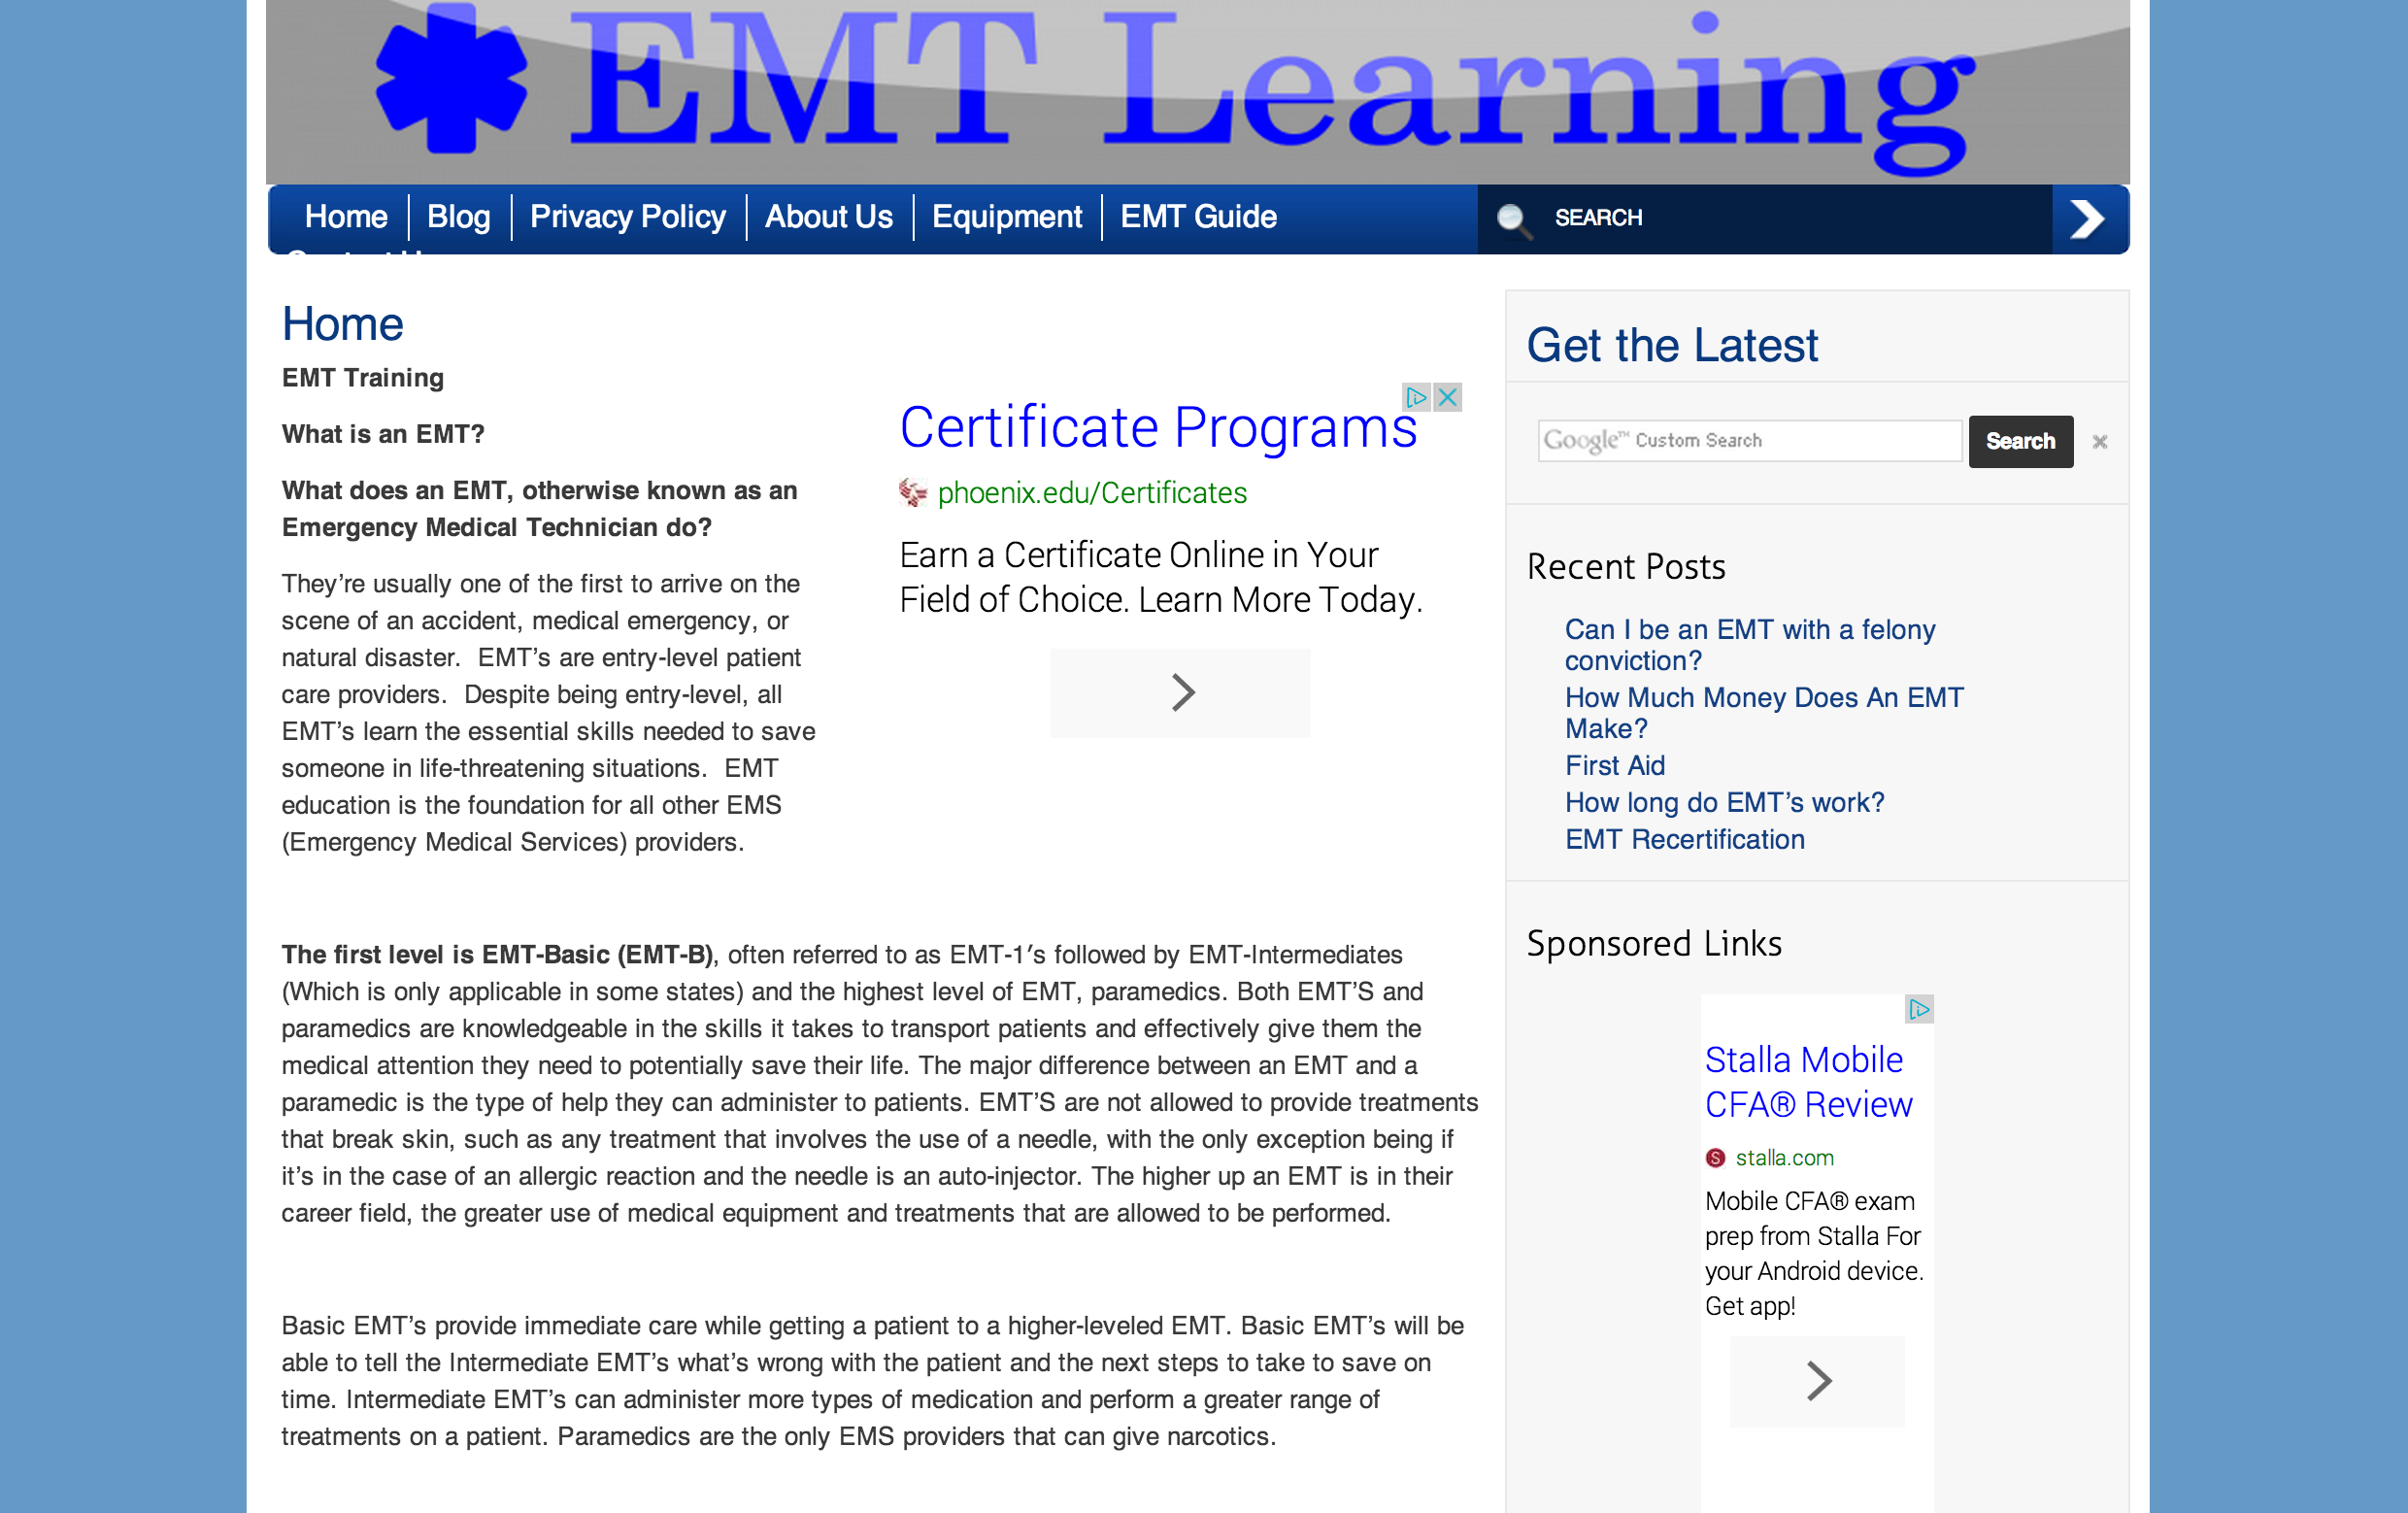 EMT Learning
Home
Blog
Privacy Policy
About Us
Equipment
EMT Guide
SEARCH
Home
EMT Training
What is an EMT?
What does an EMT, otherwise known as an
Emergency Medical Technician do?
They’re usually one of the first to arrive on the
scene of an accident, medical emergency, or
natural disaster.  EMT’s are entry-level patient
care providers.  Despite being entry-level, all
EMT’s learn the essential skills needed to save
someone in life-threatening situations.  EMT
education is the foundation for all other EMS
(Emergency Medical Services) providers.
Certificate Programs
phoenix.edu/Certificates
Earn a Certificate Online in Your
Field of Choice. Learn More Today.
The first level is EMT-Basic (EMT-B), often referred to as EMT-1′s followed by EMT-Intermediates
(Which is only applicable in some states) and the highest level of EMT, paramedics. Both EMT’S and
paramedics are knowledgeable in the skills it takes to transport patients and effectively give them the
medical attention they need to potentially save their life. The major difference between an EMT and a
paramedic is the type of help they can administer to patients. EMT’S are not allowed to provide treatments
that break skin, such as any treatment that involves the use of a needle, with the only exception being if
it’s in the case of an allergic reaction and the needle is an auto-injector. The higher up an EMT is in their
career field, the greater use of medical equipment and treatments that are allowed to be performed.
Basic EMT’s provide immediate care while getting a patient to a higher-leveled EMT. Basic EMT’s will be
able to tell the Intermediate EMT’s what’s wrong with the patient and the next steps to take to save on
time. Intermediate EMT’s can administer more types of medication and perform a greater range of
treatments on a patient. Paramedics are the only EMS providers that can give narcotics.
Get the Latest
Google™ Custom Search
Search
Recent Posts
Can I be an EMT with a felony
conviction?
How Much Money Does An EMT
Make?
First Aid
How long do EMT’s work?
EMT Recertification
Sponsored Links
Stalla Mobile
CFA® Review
S stalla.com
Mobile CFA® exam
prep from Stalla For
your Android device.
Get app!